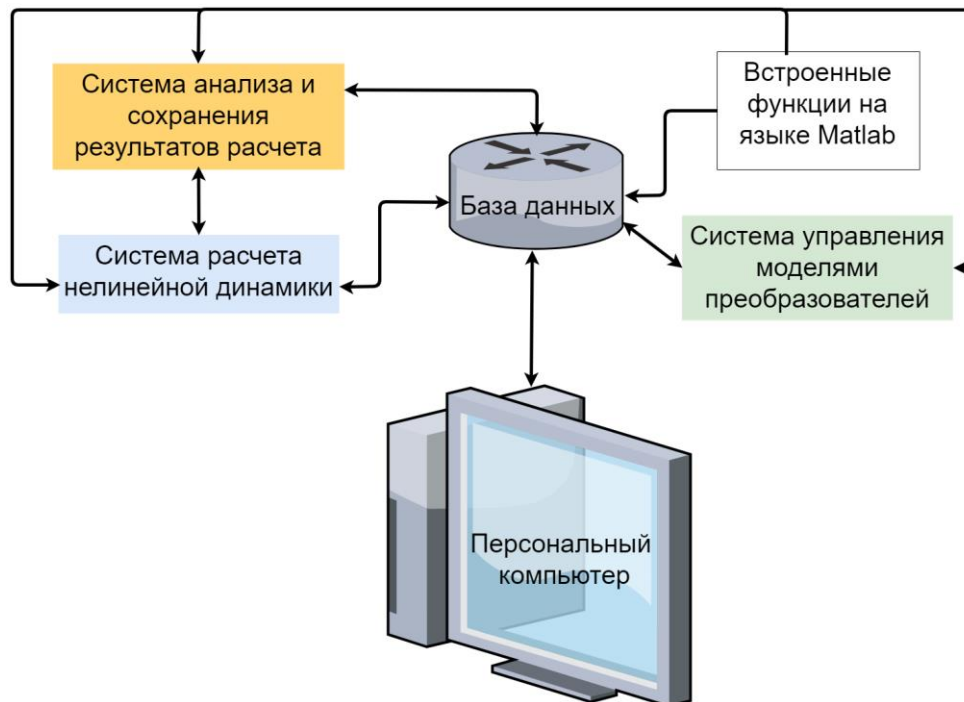 Система анализа и
сохранения
результатов расчета
Встроенные
функции на
языке Matlab
База данных
Система расчета
нелинейной динамики
Система управления
моделями
преобразователей
Персональный
компьютер